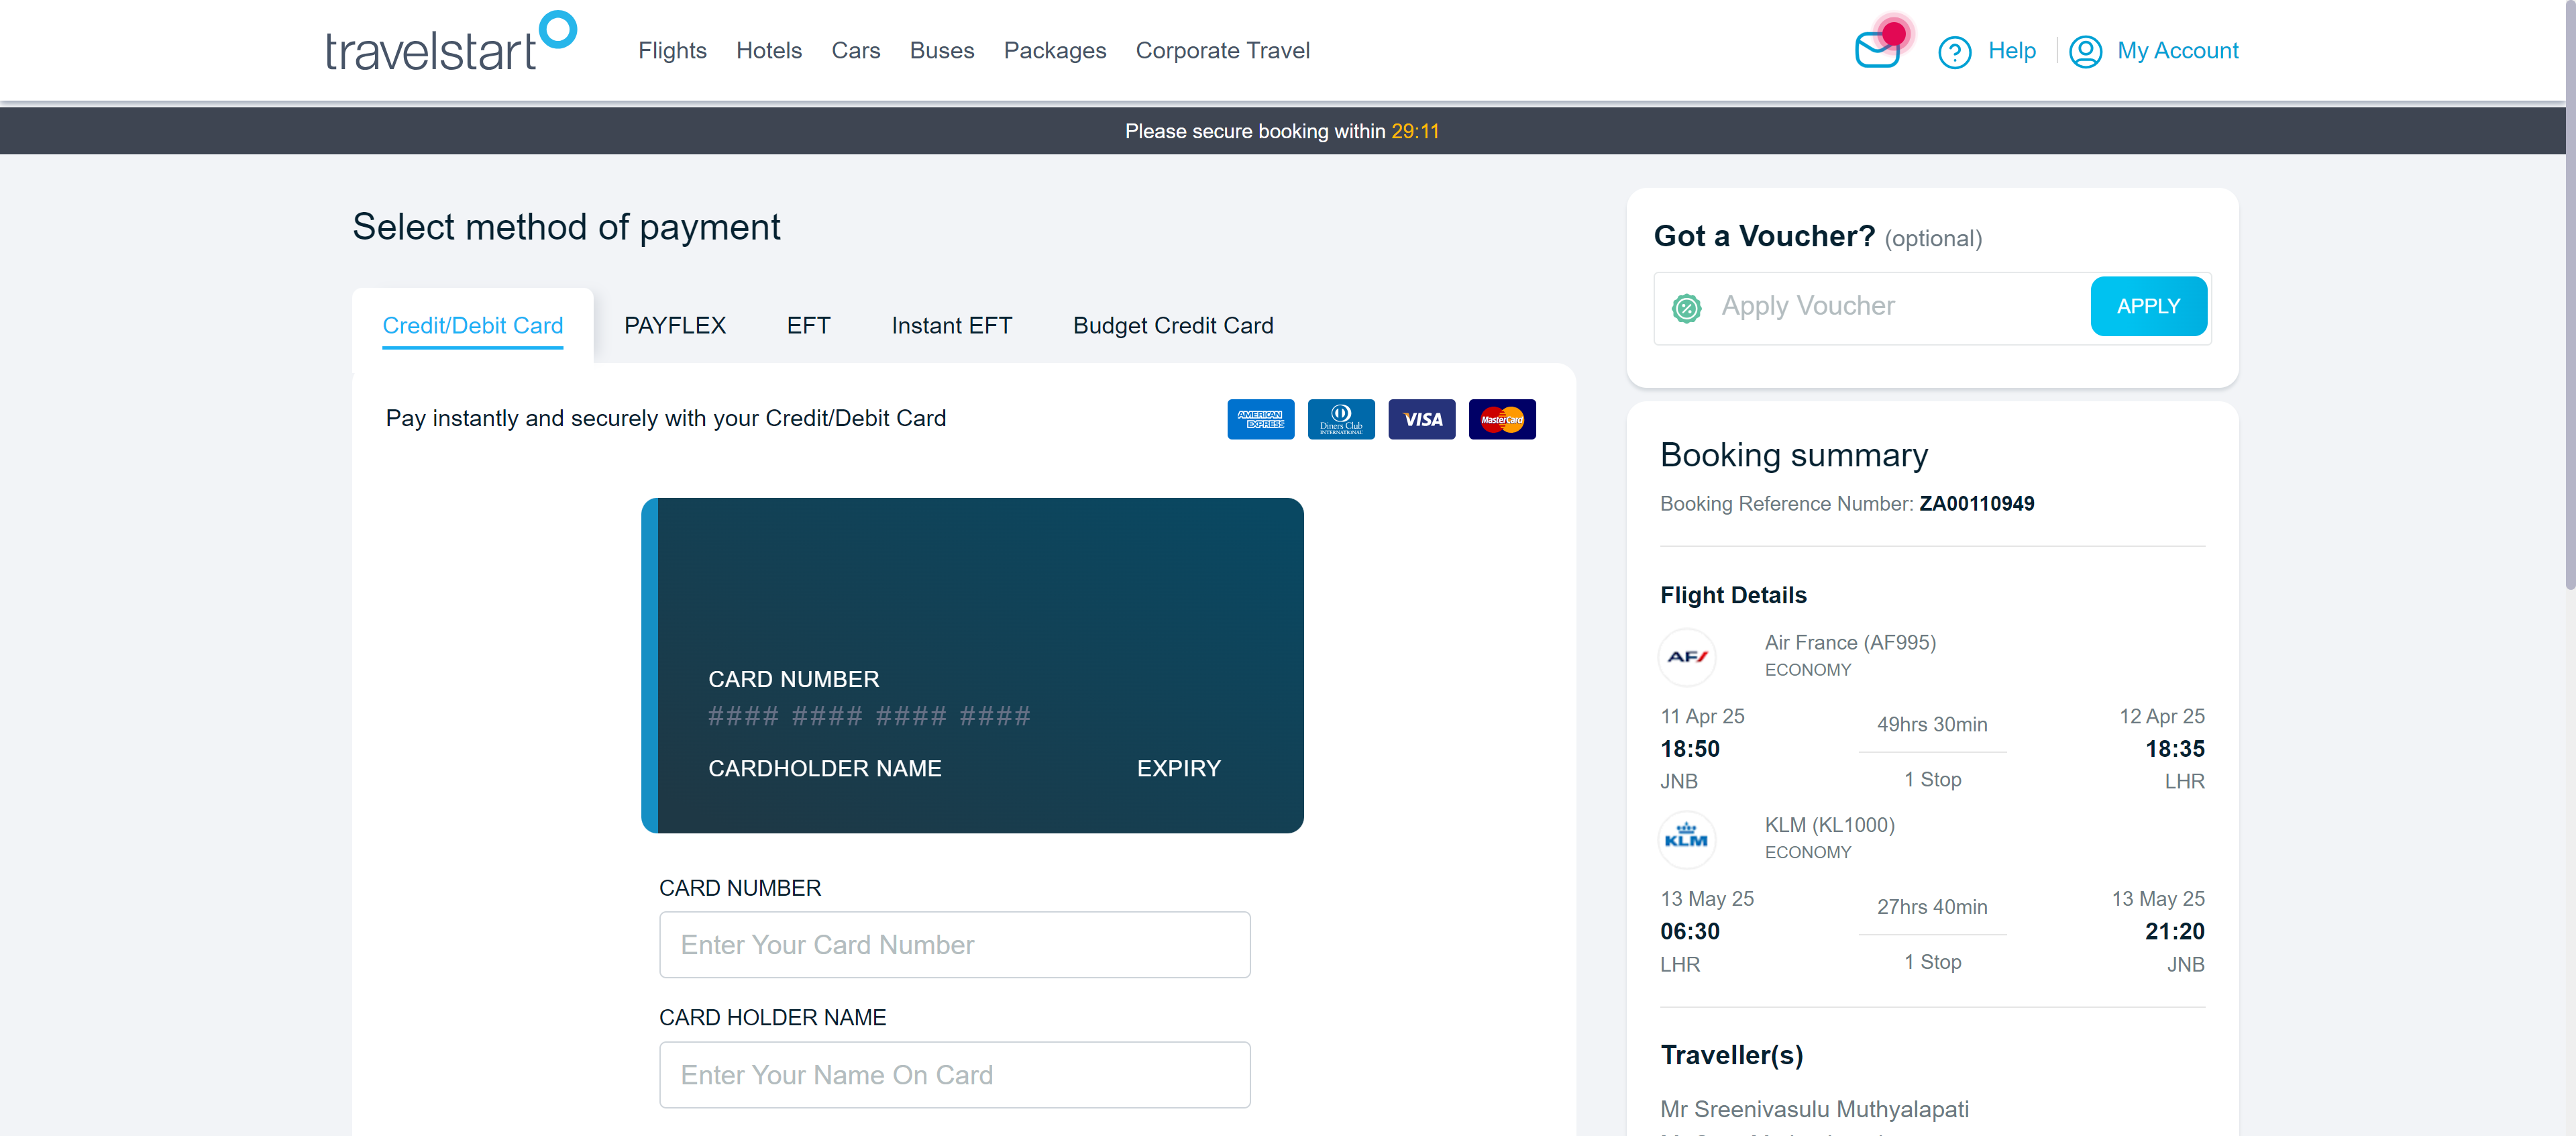 travelstart
Flights Hotels Cars Buses Packages Corporate Travel
Help My Account
Please secure booking within 29:11
Select method of payment
Credit/Debit Card PAYFLEX EFT Instant EFT Budget Credit Card
Pay instantly and securely with your Credit/Debit Card
AMERICAN EXPRESS
Diners Club INTERNATIONAL
VISA
MasterCard
CARD NUMBER
#### #### #### ####
CARDHOLDER NAME EXPIRY
CARD NUMBER
Enter Your Card Number
CARD HOLDER NAME
Enter Your Name On Card
Got a Voucher? (optional)
Apply Voucher APPLY
Booking summary
Booking Reference Number: ZA00110949
Flight Details
AF
Air France (AF995)
ECONOMY
11 Apr 25 49hrs 30min 12 Apr 25
18:50 18:35
JNB 1 Stop LHR
KLM
KLM (KL1000)
ECONOMY
13 May 25 27hrs 40min 13 May 25
06:30 21:20
LHR 1 Stop JNB
Traveller(s)
Mr Sreenivasulu Muthyalapati